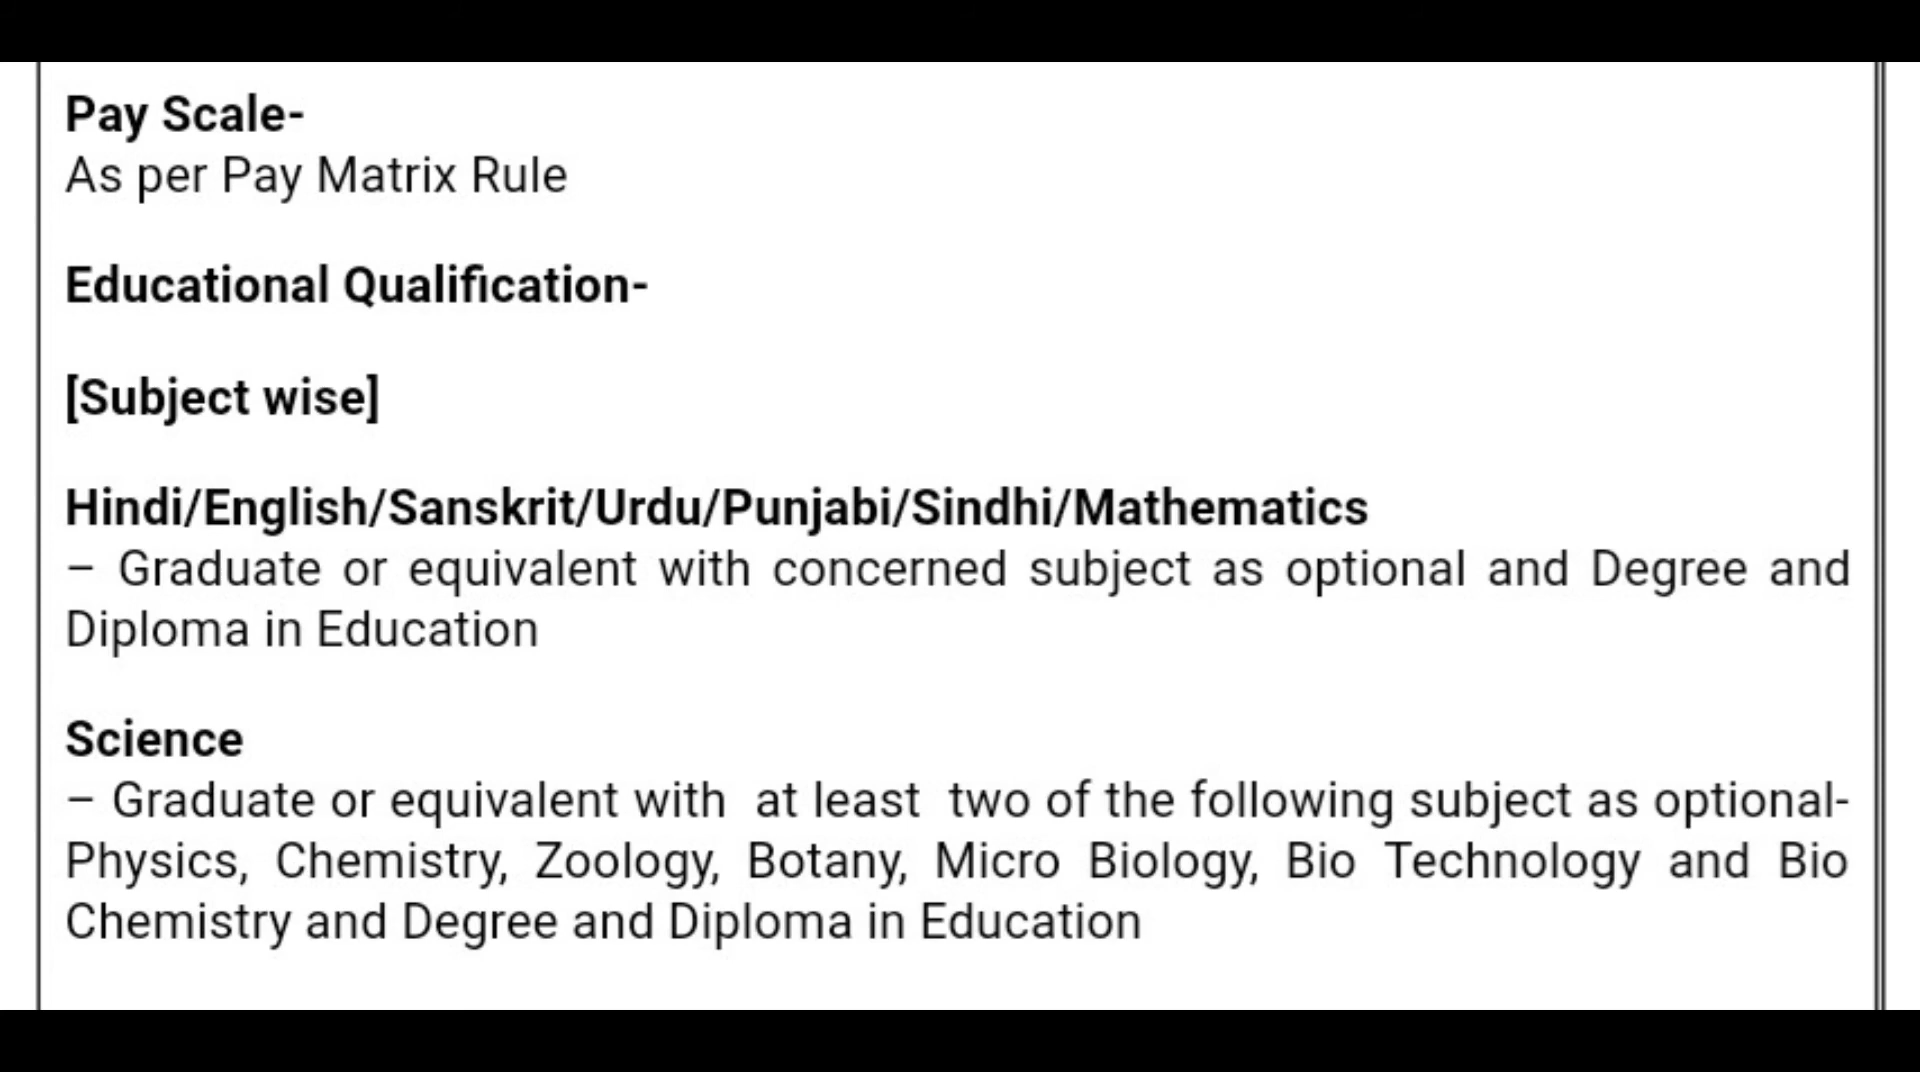 Pay Scale-
As per Pay Matrix Rule
Educational Qualification-
[Subject wise]
Hindi/English/Sanskrit/Urdu/Punjabi/Sindhi/Mathematics
– Graduate or equivalent with concerned subject as optional and Degree and
Diploma in Education
Science
– Graduate or equivalent with at least two of the following subject as optional-
Physics, Chemistry, Zoology, Botany, Micro Biology, Bio Technology and Bio
Chemistry and Degree and Diploma in Education